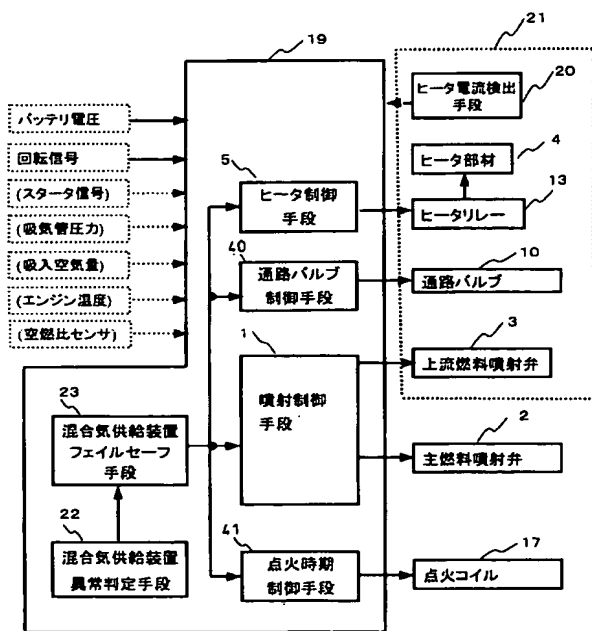 19
21
ヒータ電流検出
手段
20
バッテリ電圧
回転信号
(スタータ信号)
(吸気管圧力)
(吸入空気量)
(エンジン温度)
(空燃比センサ)
5
ヒータ制御
手段
ヒータ部材
4
ヒータリレー
13
40
通路バルブ
制御手段
10
通路バルブ
1
噴射制御
手段
3
上流燃料噴射弁
2
主燃料噴射弁
23
混合気供給装置
フェイルセーフ
手段
22
混合気供給装置
異常判定手段
41
点火時期
制御手段
17
点火コイル